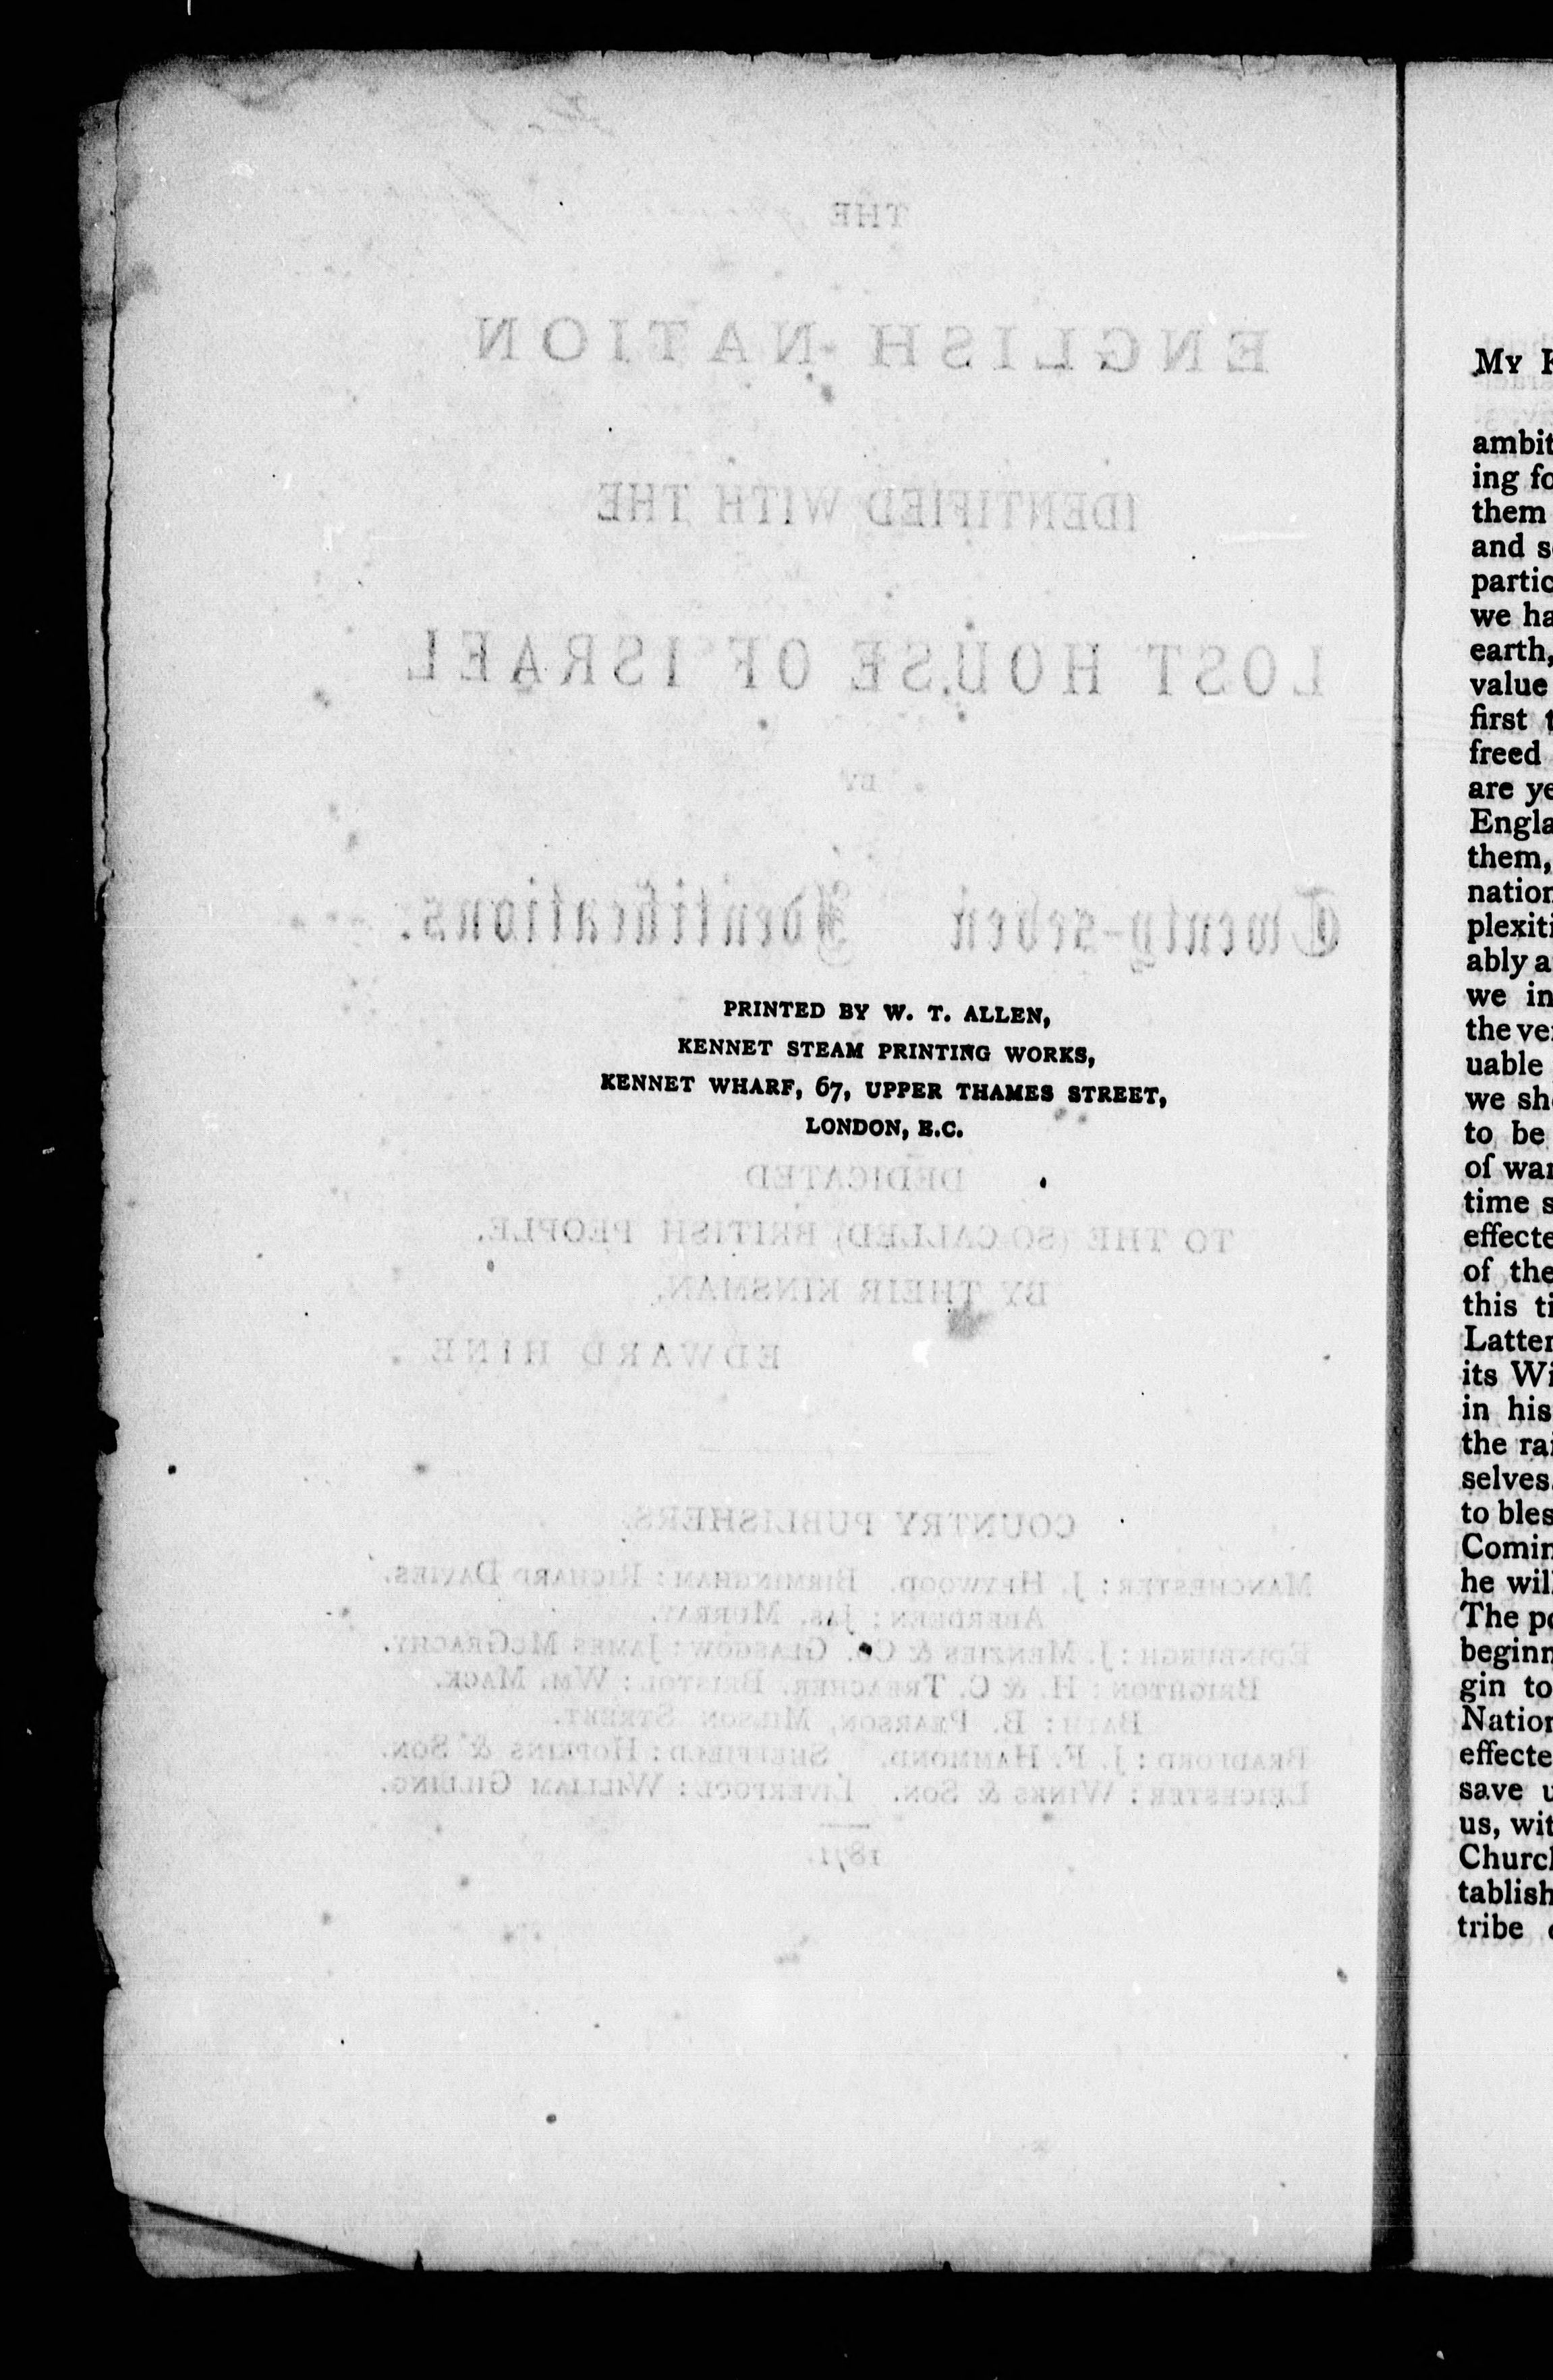 PRINTED BY W. T. ALLEN,
KENNET STEAM PRINTING WORKS,
KENNET WHARF, 67, UPPER THAMES STREET,
LONDON, E.C.
THE
ENGLISH NATION
IDENTIFIED WITH THE
LOST HOUSE OF ISRAEL
BY
Twenty-seven Identifications.
DEDICATED
TO THE (SO CALLED) BRITISH PEOPLE,
BY THEIR KINSMAN,
EDWARD HINE.
COUNTRY PUBLISHERS.
MANCHESTER: J. HEYWOOD. BIRMINGHAM: RICHARD DAVIES.
ABERDEEN: JAS. MURRAY.
EDINBURGH: J. MENZIES & CO. GLASGOW: JAMES MCGEACHY.
BRIGHTON: H. & C. TREACHER. BRISTOL: WM. MACK.
BATH: B. PEARSON, MILSON STREET.
BRADFORD: J. F. HAMMOND. SHEFFIELD: HOPKINS & SON.
LEICESTER: WINKS & SON. LIVERPOOL: WILLIAM GILLING.
1871.
MY
ambit
ing fo
them
and s
partic
we ha
earth,
value
first t
freed
are ye
Engla
them,
nation
plexiti
ably a
we in
the ve
uable
we sh
to be
of wa
time s
effecte
of the
this ti
Latter
its Wi
in his
the rai
selves.
to bles
Comin
he wil
The po
beginn
gin to
Nation
effecte
save u
us, wit
Churc
tablish
tribe